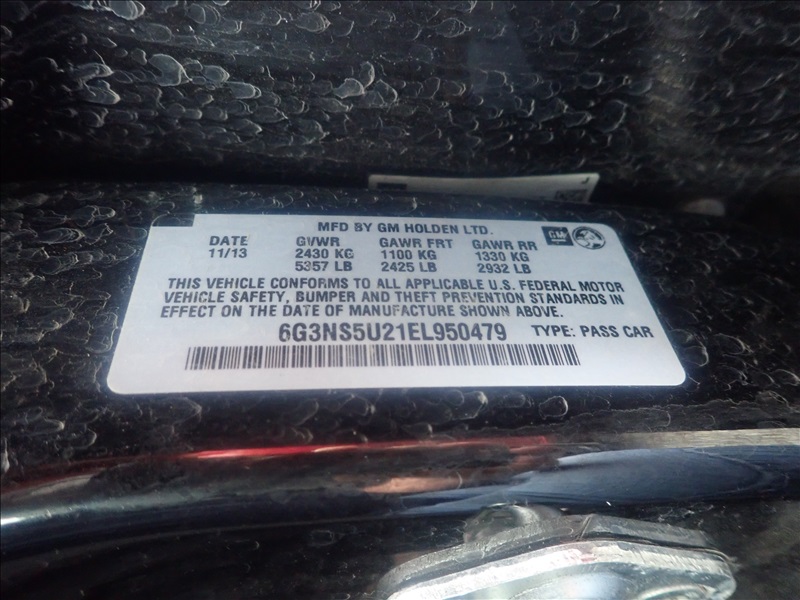 MFD BY GM HOLDEN LTD.
GM
DATE GVWR GAWR FRT GAWR RR
11/13 2430 KG 1100 KG 1330 KG
5357 LB 2425 LB 2932 LB
THIS VEHICLE CONFORMS TO ALL APPLICABLE U.S. FEDERAL MOTOR
VEHICLE SAFETY, BUMPER AND THEFT PREVENTION STANDARDS IN
EFFECT ON THE DATE OF MANUFACTURE SHOWN ABOVE.
6G3NS5U21EL950479 TYPE: PASS CAR